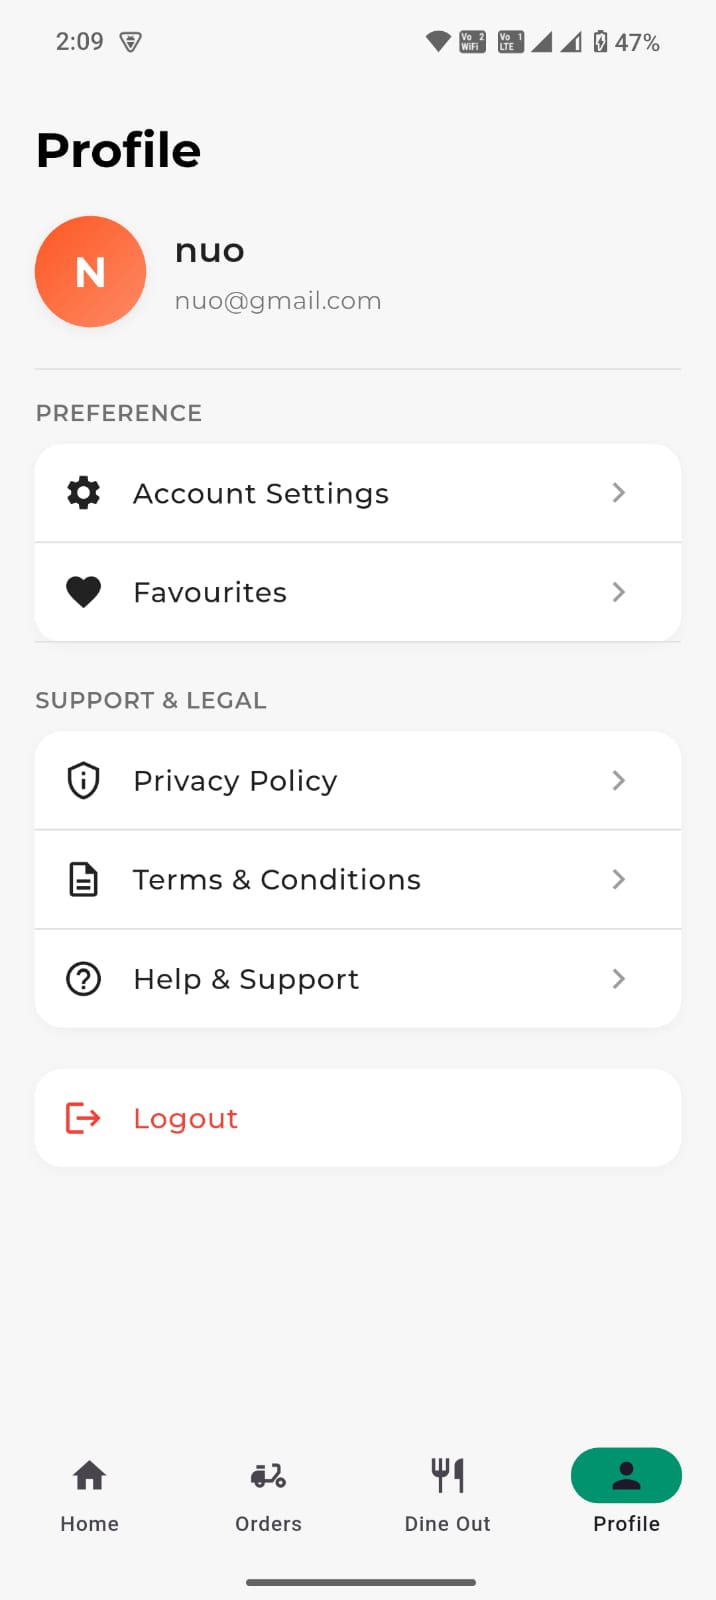 2:09
Vo 2
WiFi
Vo 1
LTE
47%
Profile
N
nuo
nuo@gmail.com
PREFERENCE
Account Settings
Favourites
SUPPORT & LEGAL
Privacy Policy
Terms & Conditions
Help & Support
Logout
Home
Orders
Dine Out
Profile